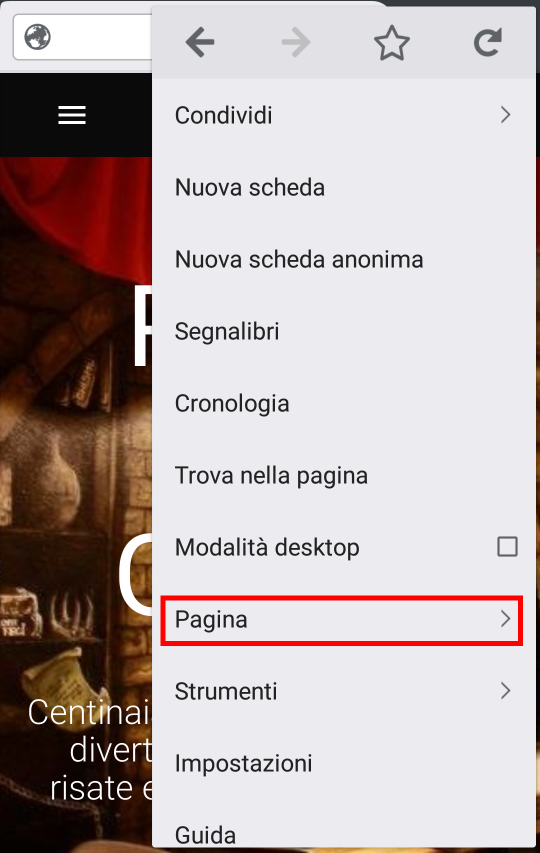 Condividi
Nuova scheda
Nuova scheda anonima
Segnalibri
Cronologia
Trova nella pagina
Modalità desktop
Pagina
Strumenti
Impostazioni
Guida
Centinai
divert
risate e